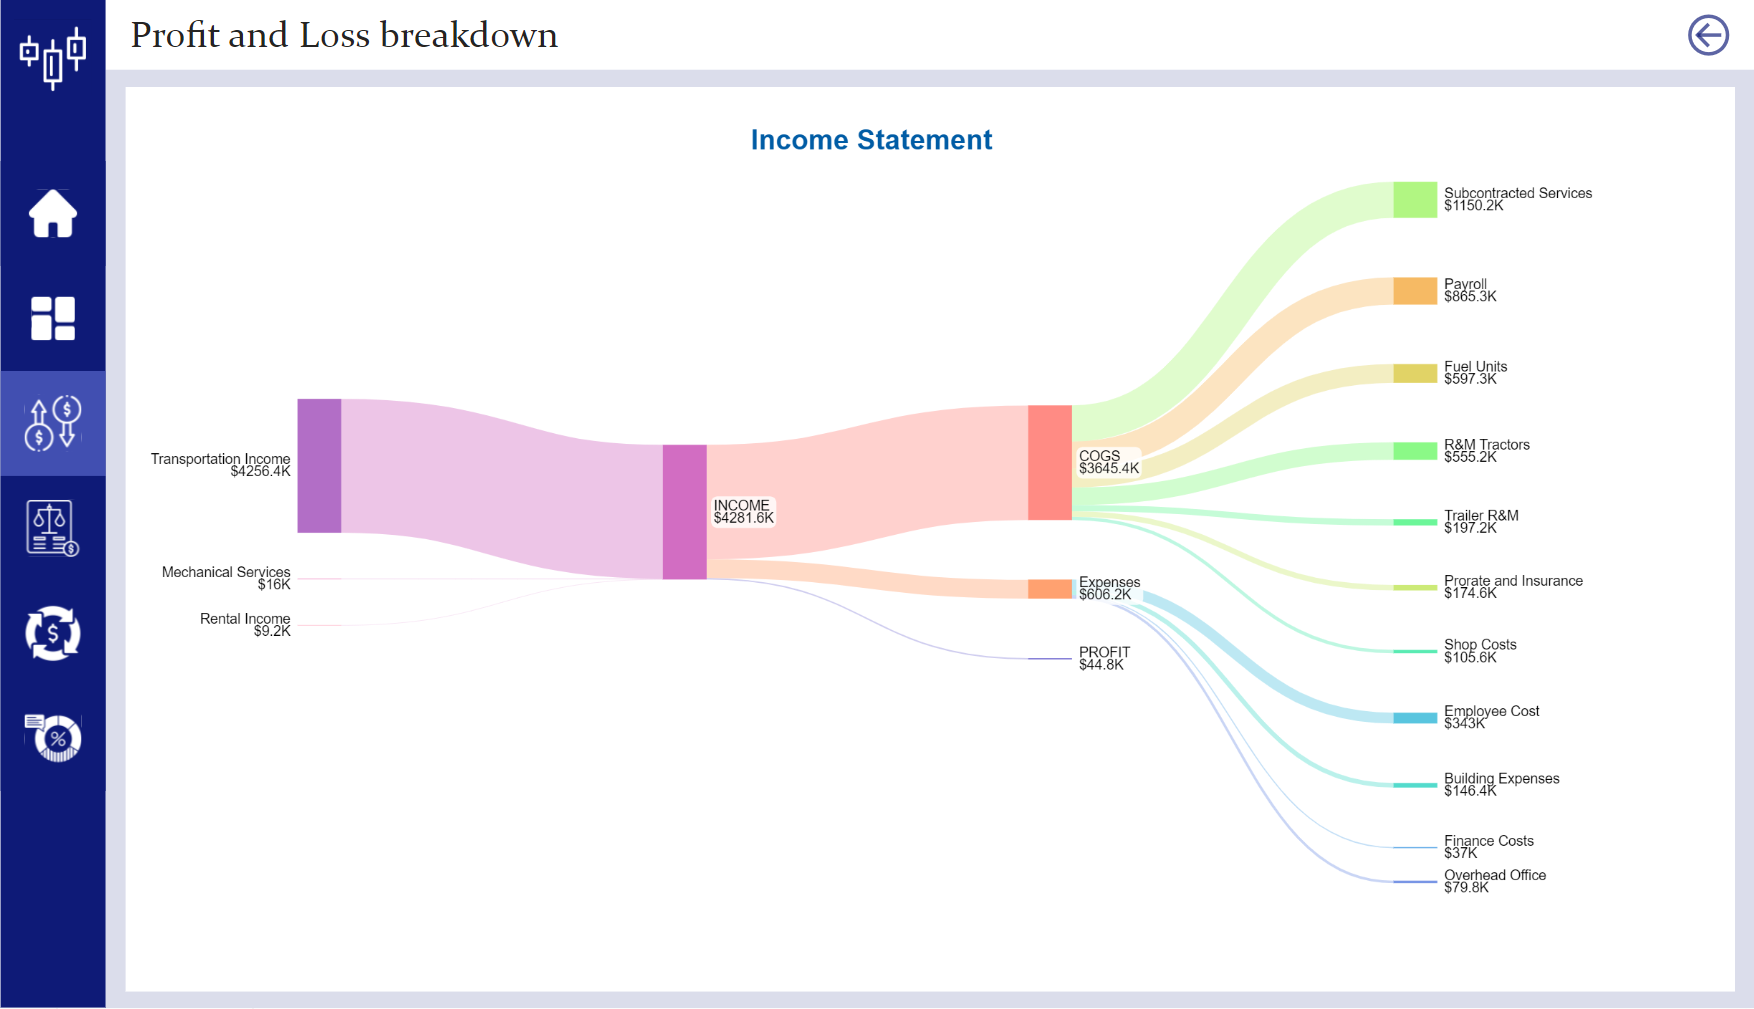 Profit and Loss breakdown
Income Statement
Transportation Income
$4256.4K
Mechanical Services
$16K
Rental Income
$9.2K
INCOME
$4281.6K
COGS
$3645.4K
Expenses
$606.2K
PROFIT
$44.8K
Subcontracted Services
$1150.2K
Payroll
$865.3K
Fuel Units
$597.3K
R&M Tractors
$555.2K
Trailer R&M
$197.2K
Prorate and Insurance
$174.6K
Shop Costs
$105.6K
Employee Cost
$343K
Building Expenses
$146.4K
Finance Costs
$37K
Overhead Office
$79.8K